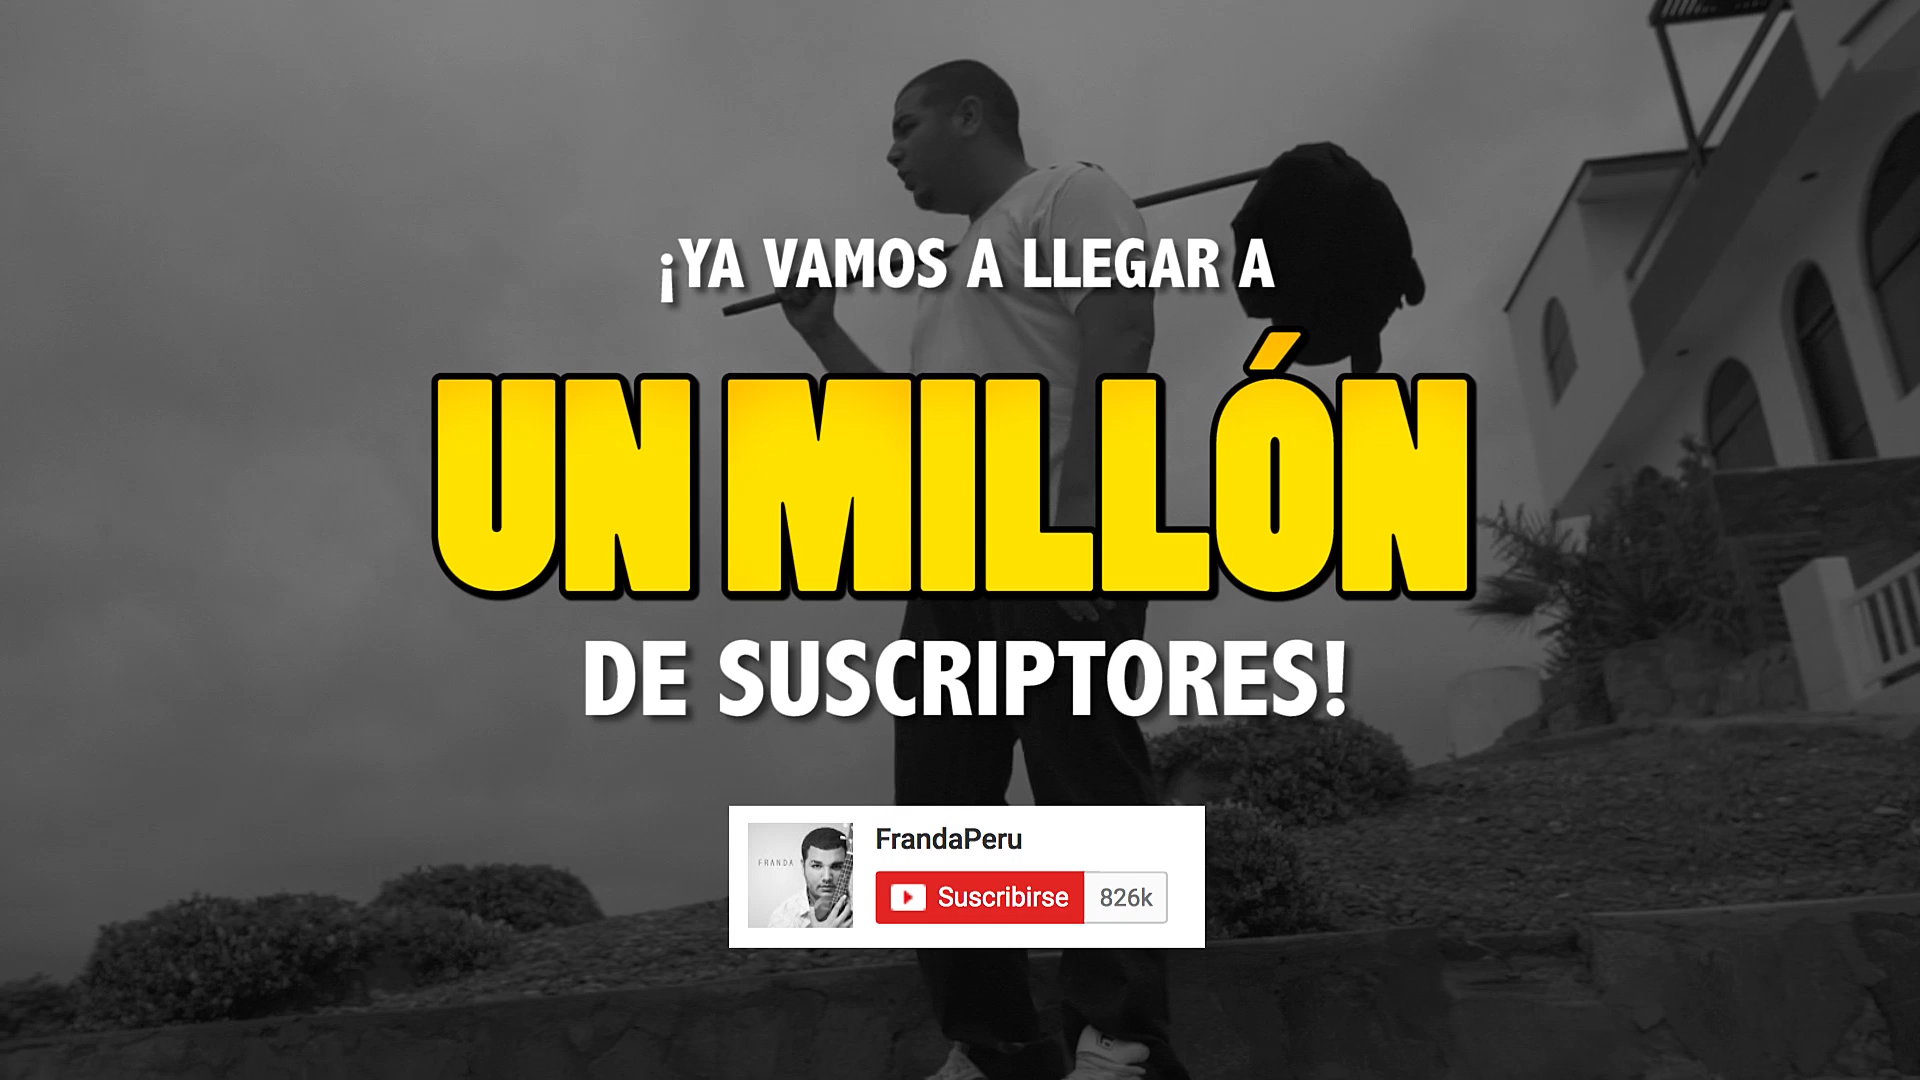 ¡YA VAMOS A LLEGAR A
UN MILLÓN
DE SUSCRIPTORES!
FRANDA
FrandaPeru
Suscribirse 826k